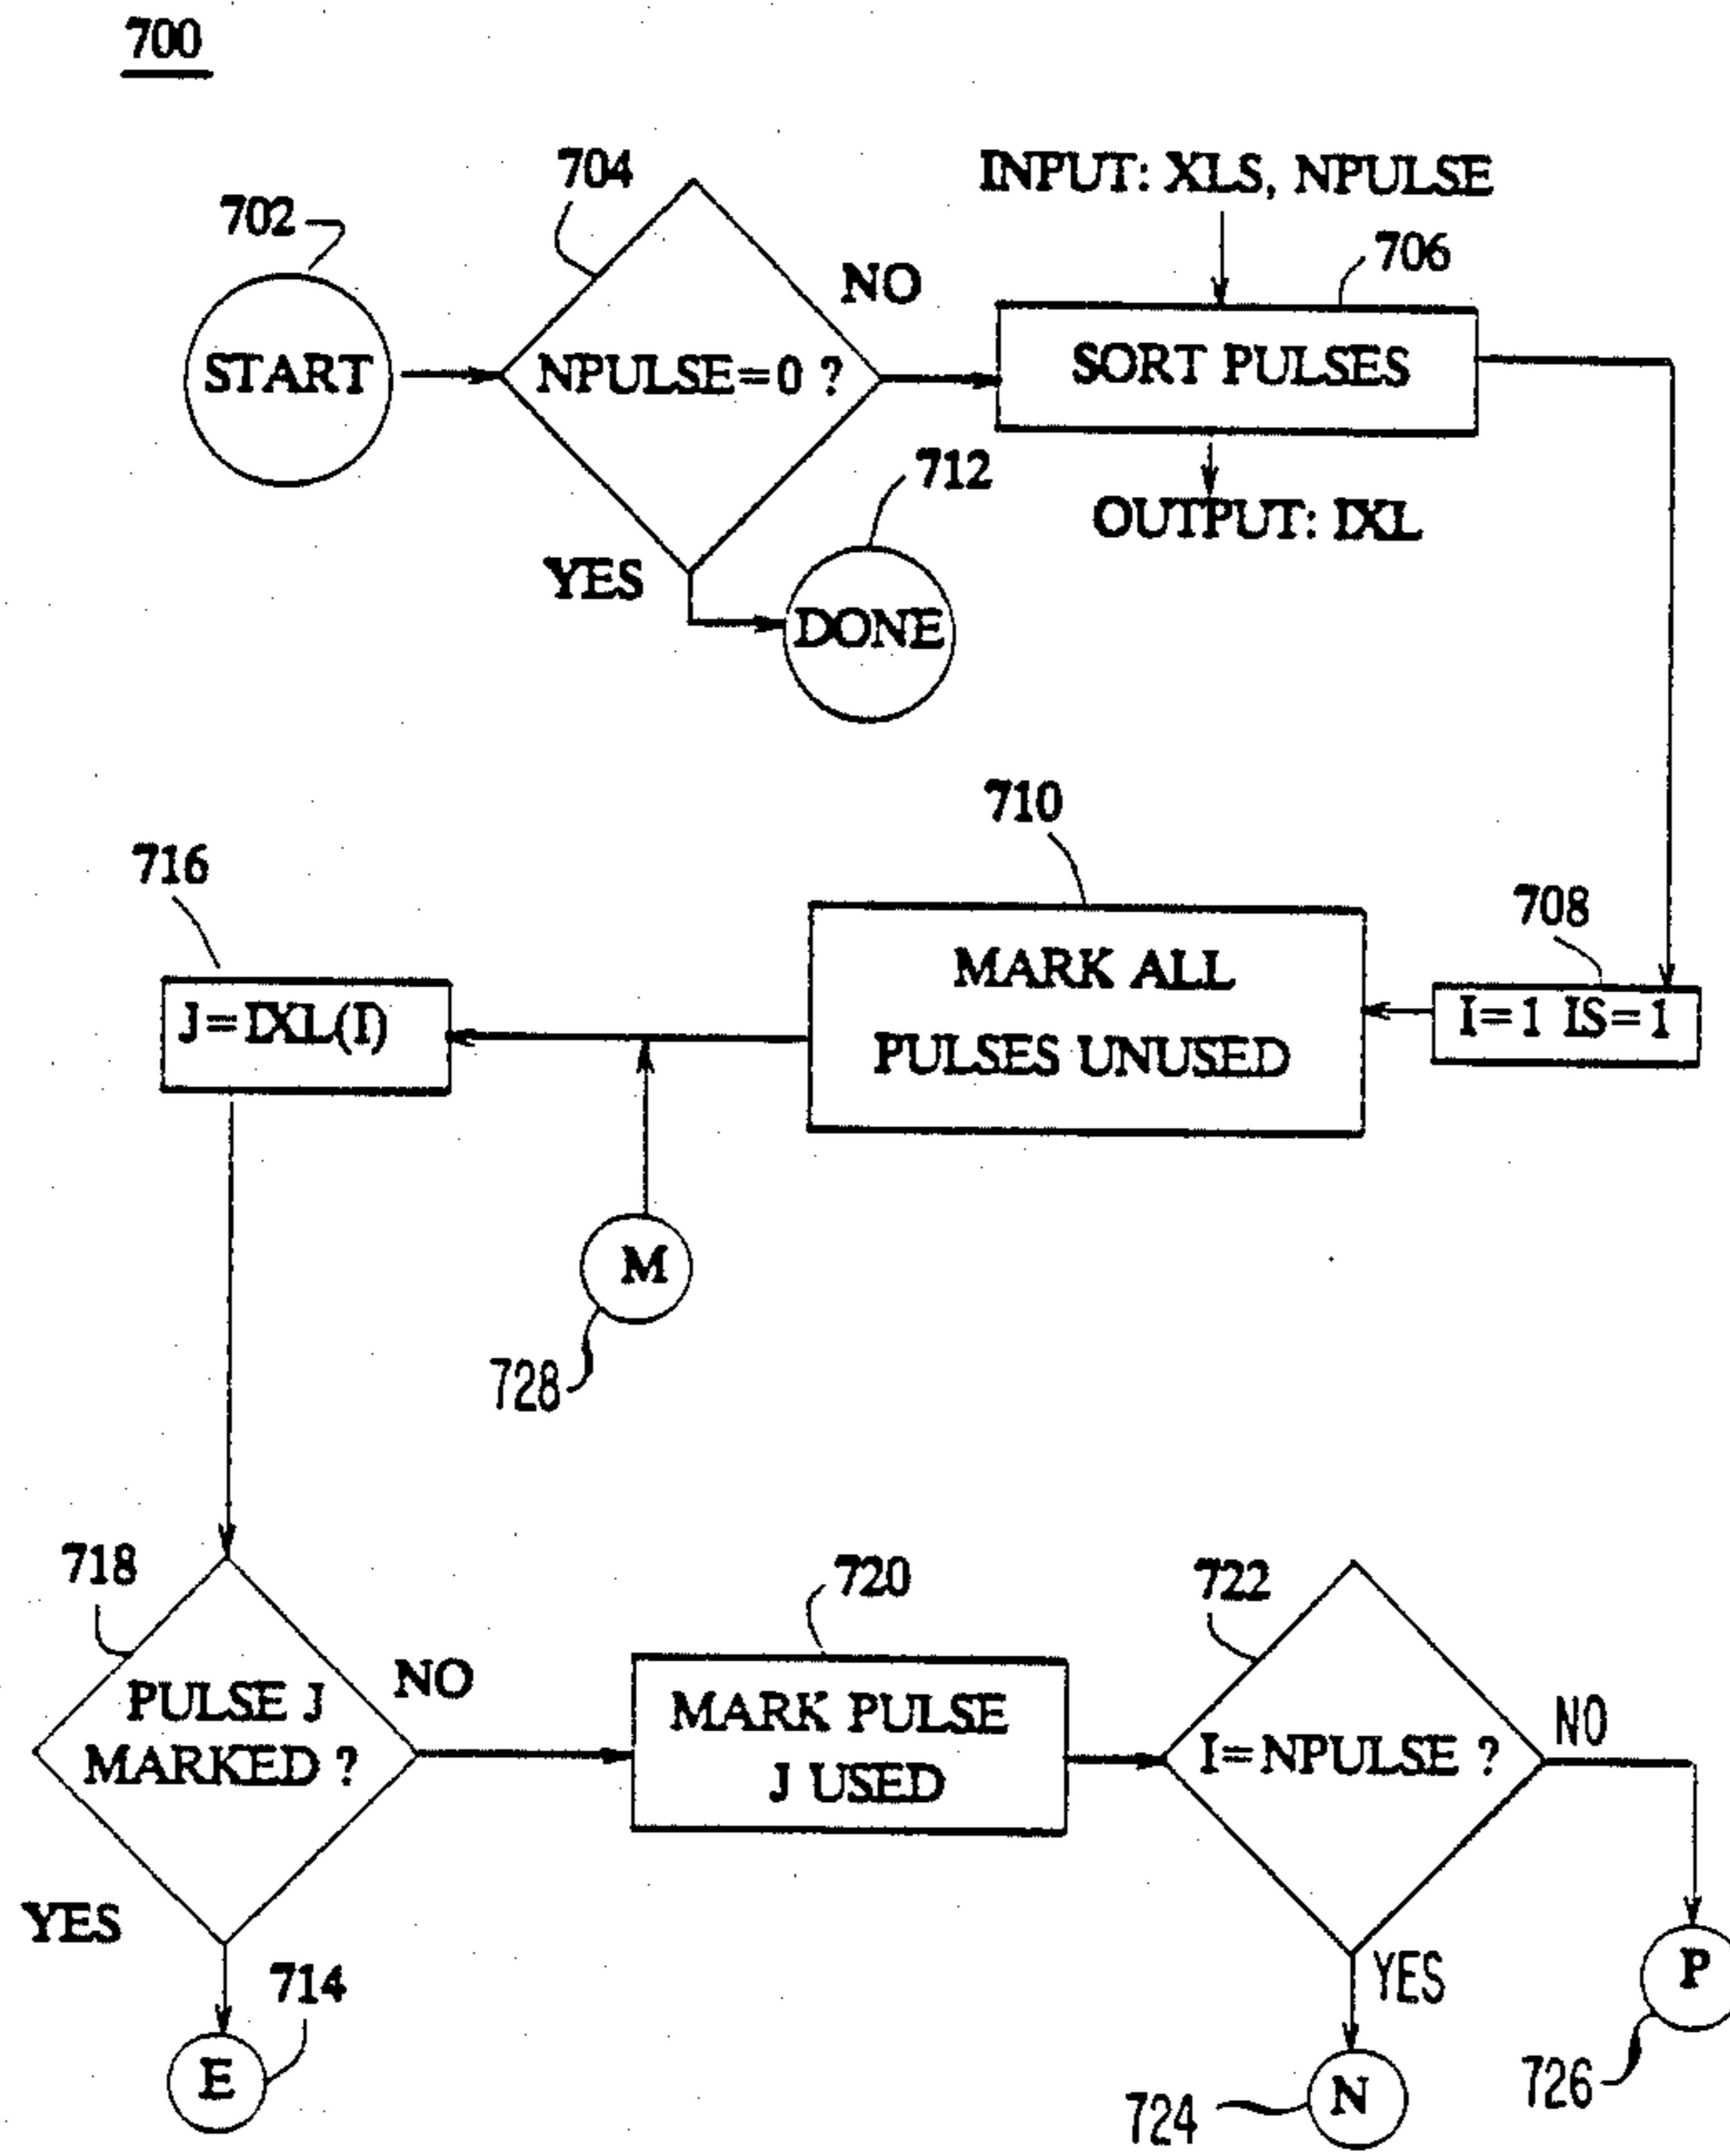 700
704
INPUT: XLS, NPULSE
702
706
NO
START
NPULSE=0 ?
SORT PULSES
712
OUTPUT: IXL
YES
DONE
710
716
708
MARK ALL
PULSES UNUSED
J=IXL(I)
I=1 IS=1
M
728
718
720
722
NO
PULSE J
MARKED ?
MARK PULSE
J USED
I=NPULSE ?
NO
YES
714
YES
P
E
N
724
726